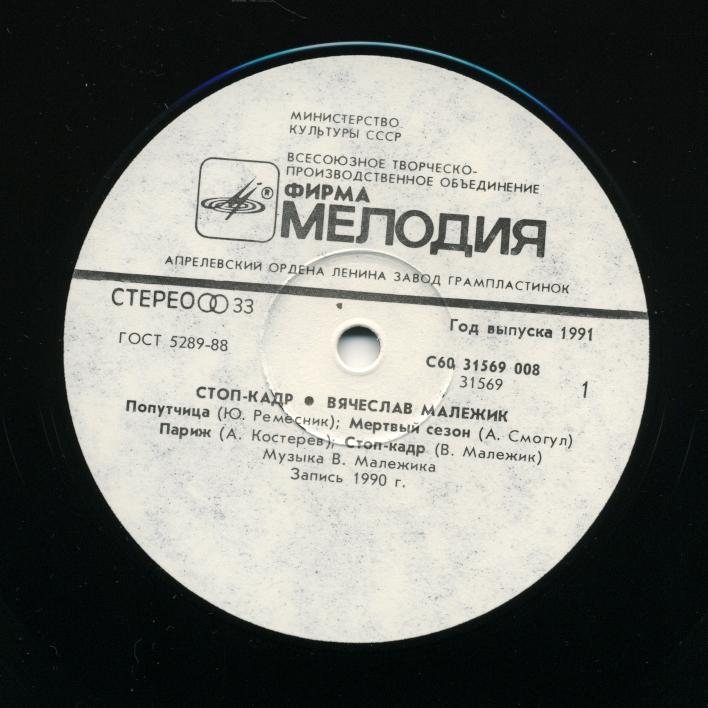 МИНИСТЕРСТВО
КУЛЬТУРЫ СССР
ВСЕСОЮЗНОЕ ТВОРЧЕСКО-
ПРОИЗВОДСТВЕННОЕ ОБЪЕДИНЕНИЕ
®
ФИРМА
МЕЛОДИЯ
АПРЕЛЕВСКИЙ ОРДЕНА ЛЕНИНА ЗАВОД ГРАМПЛАСТИНОК
СТЕРЕО 33
Год выпуска 1991
ГОСТ 5289-88
С60 31569 008
31569
1
СТОП-КАДР ● ВЯЧЕСЛАВ МАЛЕЖИК
Попутчица (Ю. Ремесник); Мертвый сезон (А. Смогул)
Париж (А. Костерев); Стоп-кадр (В. Малежик)
Музыка В. Малежика
Запись 1990 г.